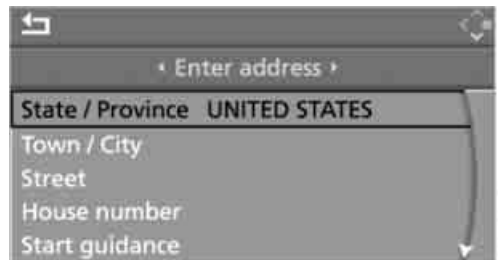 Enter address
State / Province UNITED STATES
Town / City
Street
House number
Start guidance